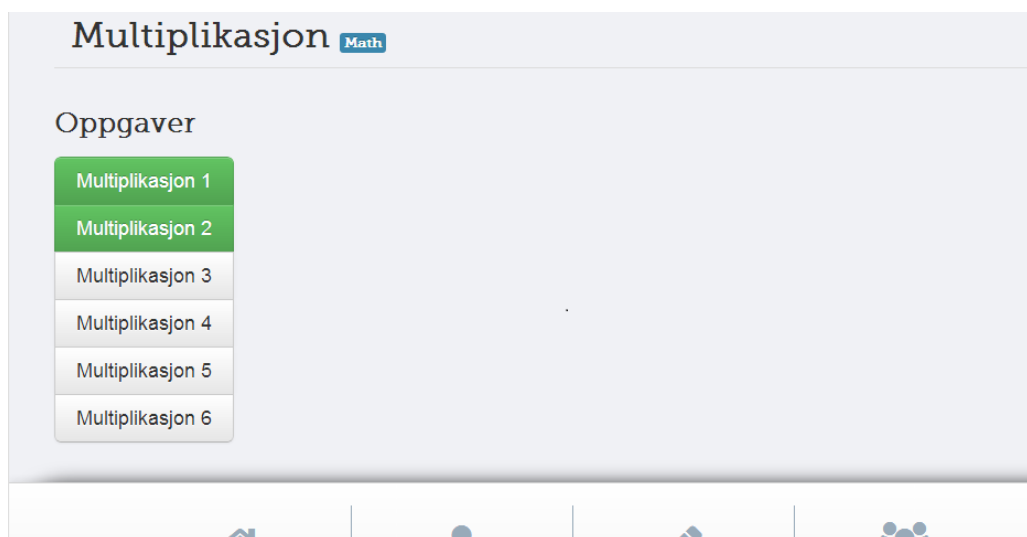 Multiplikasjon Math
Oppgaver
Multiplikasjon 1
Multiplikasjon 2
Multiplikasjon 3
Multiplikasjon 4
Multiplikasjon 5
Multiplikasjon 6